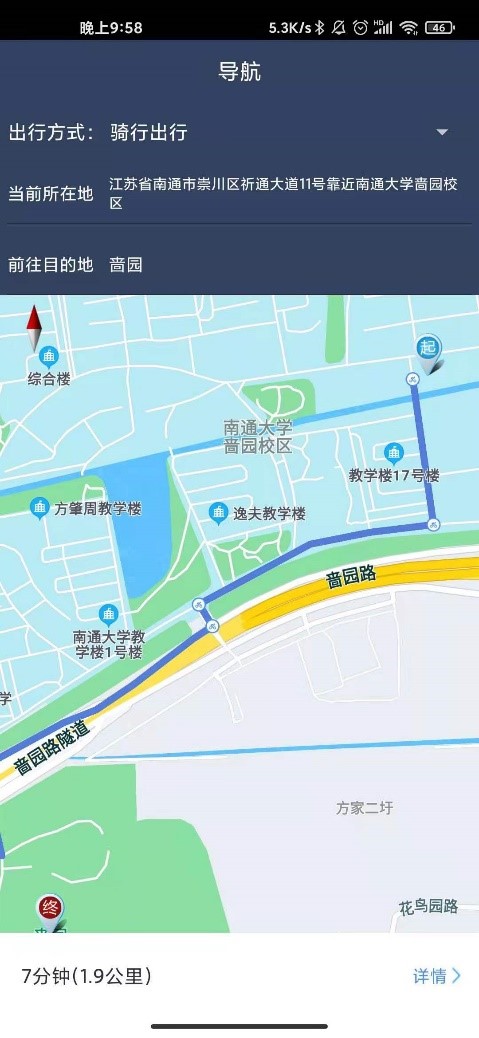 晚上9:58
5.3K/s
HD
46
导航
出行方式： 骑行出行
当前所在地
江苏省南通市崇川区祈通大道11号靠近南通大学啬园校
区
前往目的地 啬园
起
综合楼
南通大学
啬园校区
教学楼17号楼
方肇周教学楼
逸夫教学楼
啬园路
南通大学教
学楼1号楼
学
啬园路隧道
方家二圩
终
花鸟园路
7分钟(1.9公里)
详情